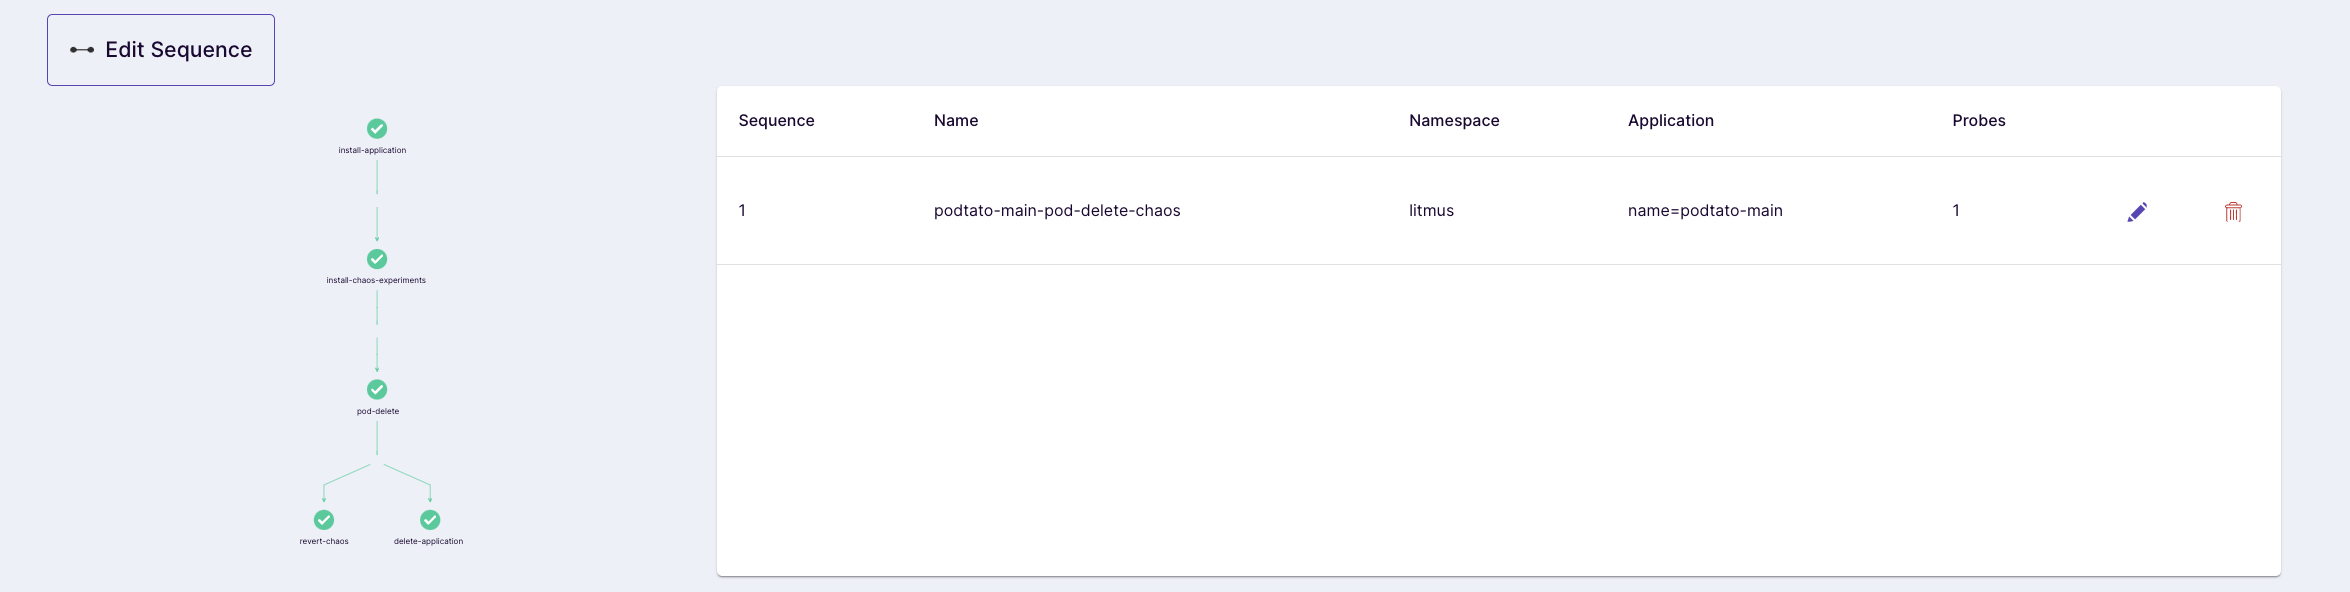 Edit Sequence
install-application
install-chaos-experiments
pod-delete
revert-chaos delete-application
Sequence Name Namespace Application Probes
1 podtato-main-pod-delete-chaos litmus name=podtato-main 1